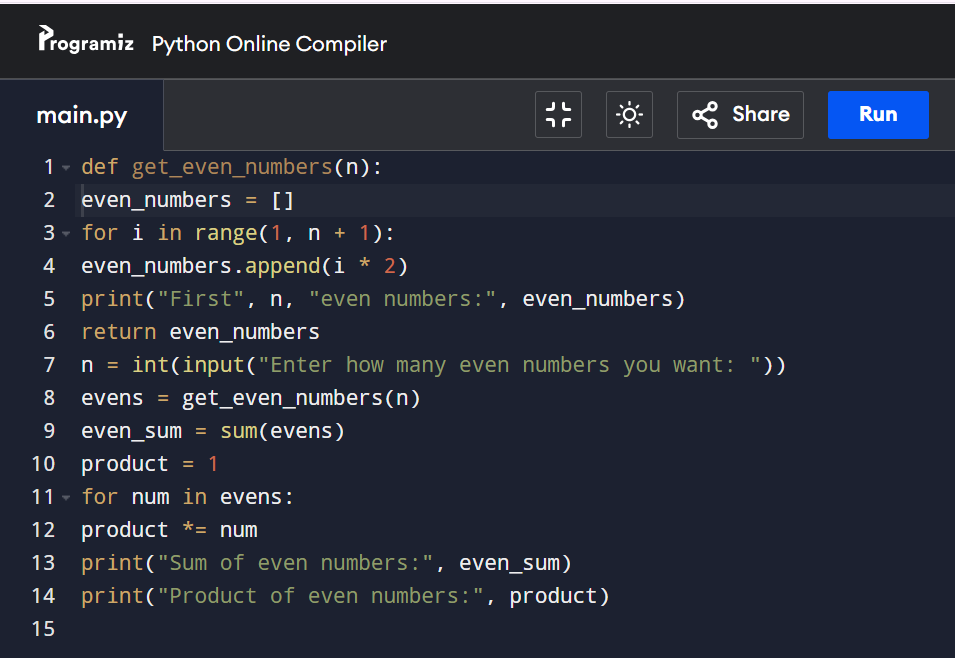 Programiz Python Online Compiler
main.py Share Run
1 def get_even_numbers(n):
2 even_numbers = []
3 for i in range(1, n + 1):
4 even_numbers.append(i * 2)
5 print("First", n, "even numbers:", even_numbers)
6 return even_numbers
7 n = int(input("Enter how many even numbers you want: "))
8 evens = get_even_numbers(n)
9 even_sum = sum(evens)
10 product = 1
11 for num in evens:
12 product *= num
13 print("Sum of even numbers:", even_sum)
14 print("Product of even numbers:", product)
15